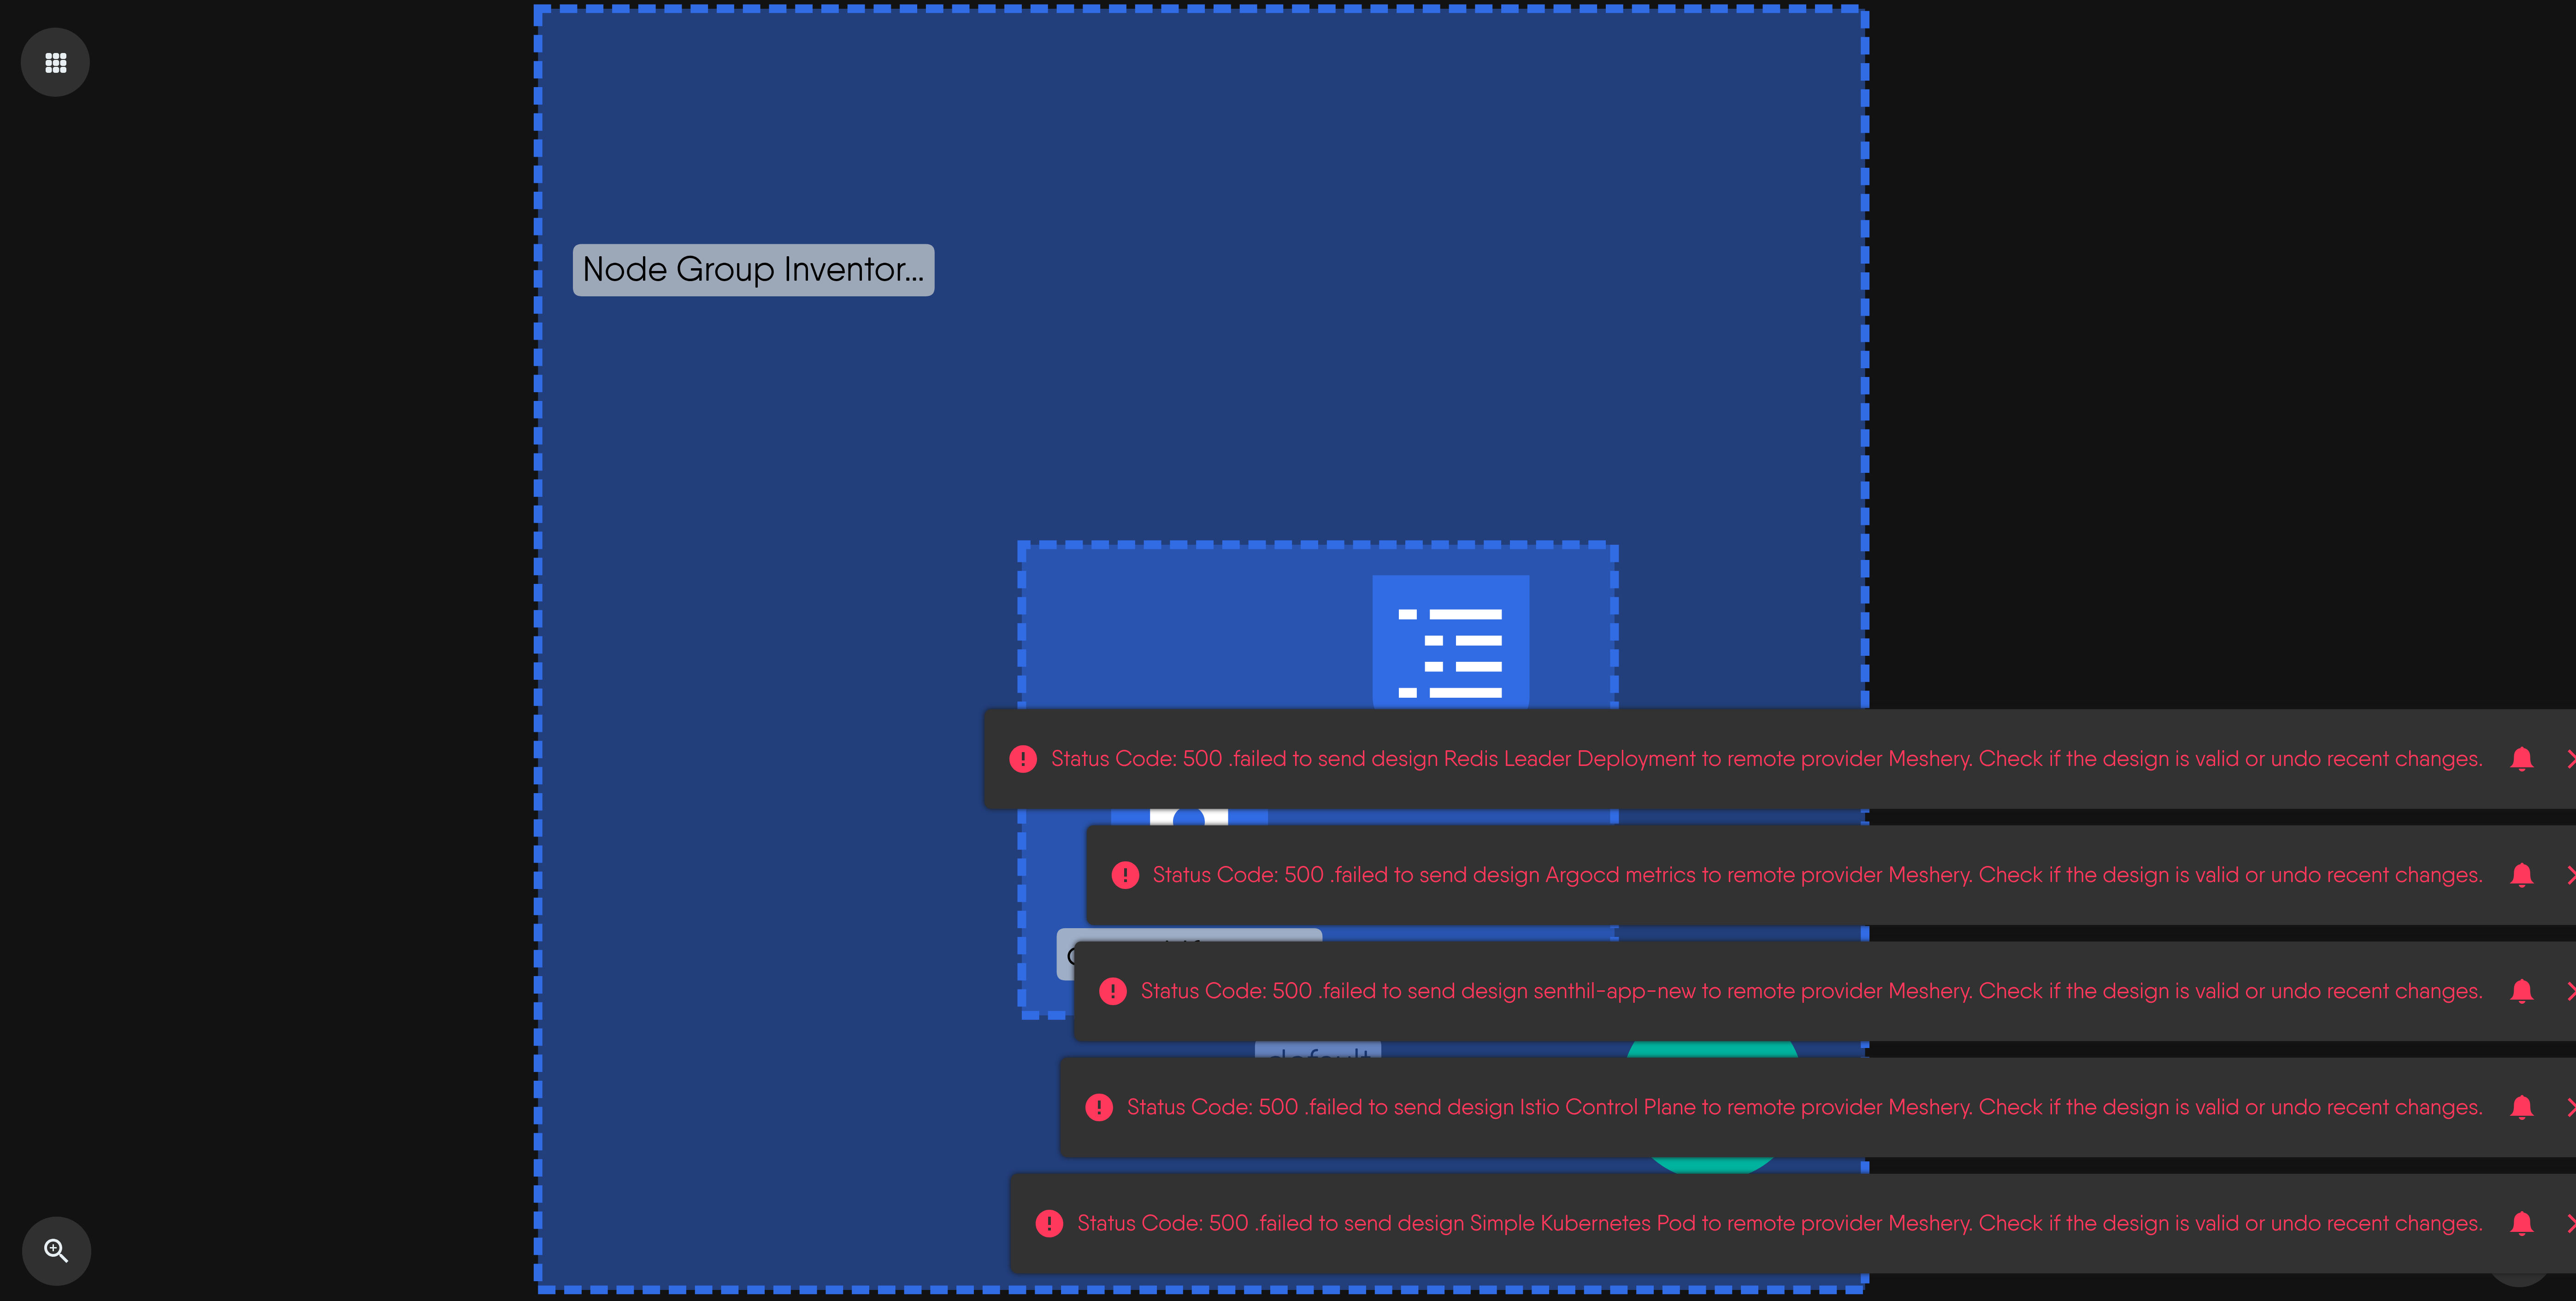 Node Group Inventor...
Status Code: 500 .failed to send design Redis Leader Deployment to remote provider Meshery. Check if the design is valid or undo recent changes.
Status Code: 500 .failed to send design Argocd metrics to remote provider Meshery. Check if the design is valid or undo recent changes.
Status Code: 500 .failed to send design senthil-app-new to remote provider Meshery. Check if the design is valid or undo recent changes.
default
Status Code: 500 .failed to send design Istio Control Plane to remote provider Meshery. Check if the design is valid or undo recent changes.
Status Code: 500 .failed to send design Simple Kubernetes Pod to remote provider Meshery. Check if the design is valid or undo recent changes.